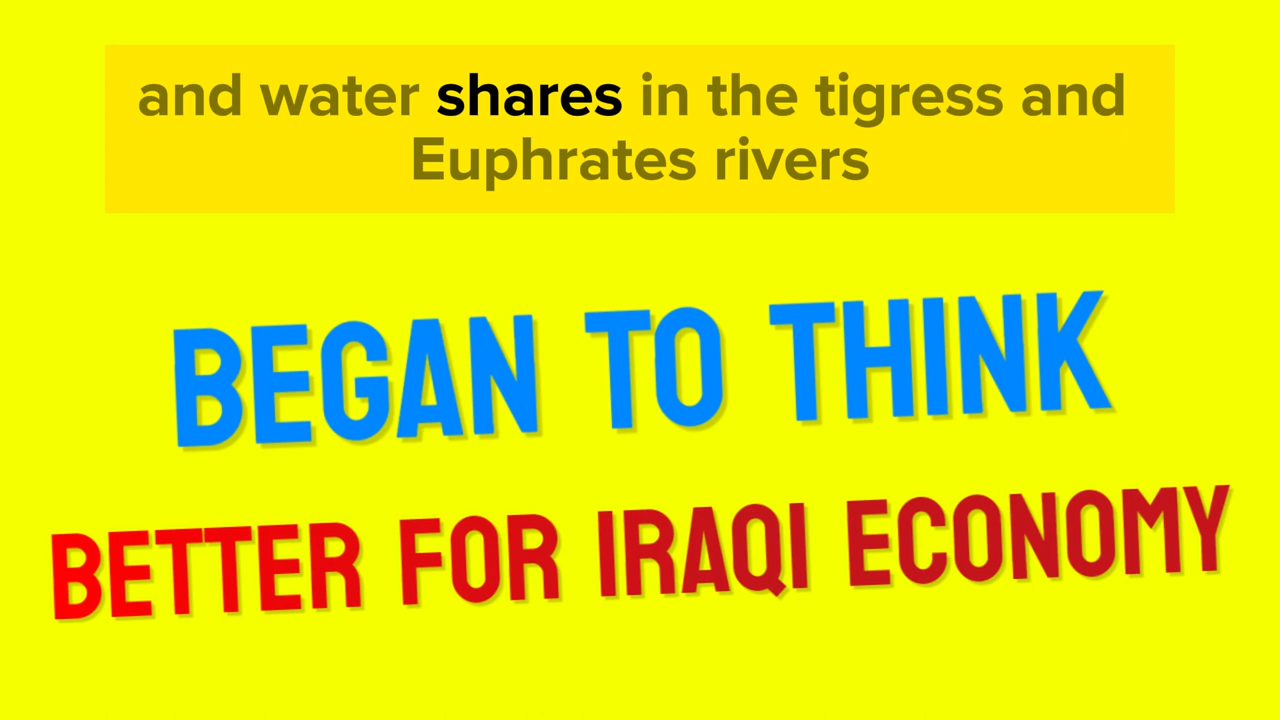 and water shares in the tigress and
Euphrates rivers
BEGAN TO THINK
BETTER FOR IRAQI ECONOMY